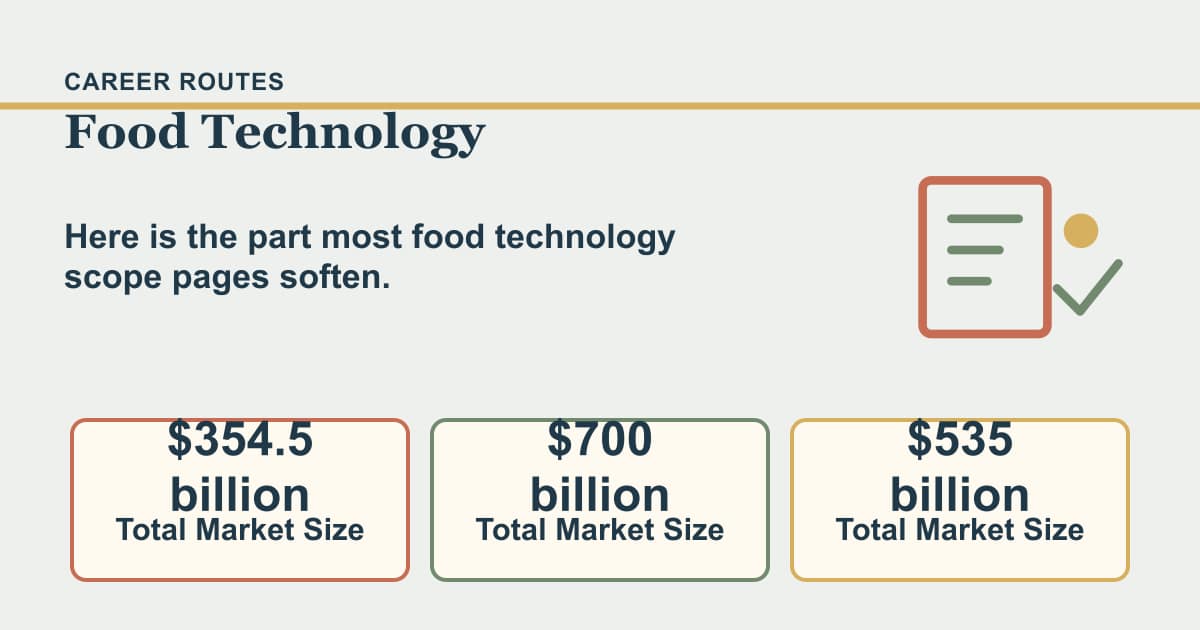 CAREER ROUTES
Food Technology
Here is the part most food technology
scope pages soften.
$354.5
billion
Total Market Size
$700
billion
Total Market Size
$535
billion
Total Market Size